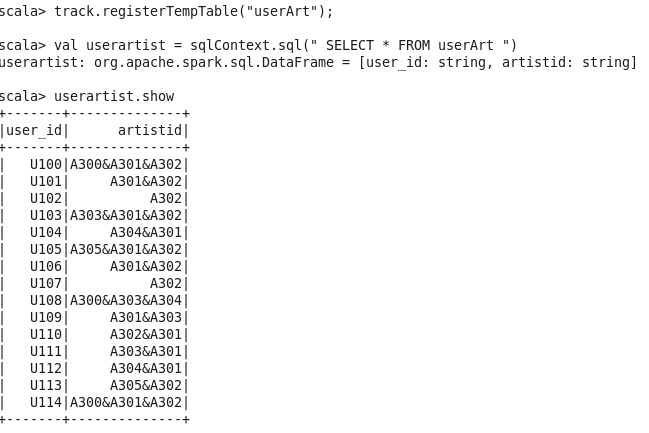 scala> track.registerTempTable("userArt");
scala> val userartist = sqlContext.sql(" SELECT * FROM userArt ")
userartist: org.apache.spark.sql.DataFrame = [user_id: string, artistid: string]
scala> userartist.show
+-------+--------------+
|user_id|      artistid|
+-------+--------------+
|   U100|A300&A301&A302|
|   U101|     A301&A302|
|   U102|          A302|
|   U103|A303&A301&A302|
|   U104|     A304&A301|
|   U105|A305&A301&A302|
|   U106|     A301&A302|
|   U107|          A302|
|   U108|A300&A303&A304|
|   U109|     A301&A303|
|   U110|     A302&A301|
|   U111|     A303&A301|
|   U112|     A304&A301|
|   U113|     A305&A302|
|   U114|A300&A301&A302|
+-------+--------------+